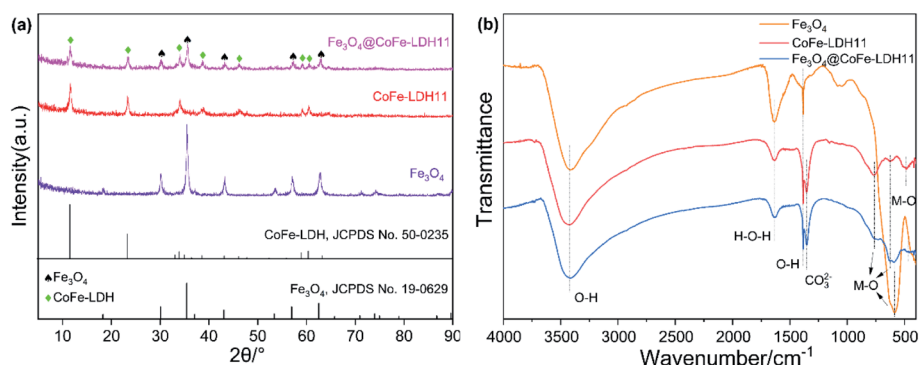 (a)
Fe₃O₄@CoFe-LDH11
CoFe-LDH11
Fe₃O₄
CoFe-LDH, JCPDS No. 50-0235
♠Fe₃O₄
♦CoFe-LDH
Fe₃O₄, JCPDS No. 19-0629
Intensity(a.u.)
10 20 30 40 50 60 70 80 90
2θ/°
(b)
Fe₃O₄
CoFe-LDH11
Fe₃O₄@CoFe-LDH11
Transmittance
M-O
H-O-H
O-H
CO₃²⁻
M-O
O-H
4000 3500 3000 2500 2000 1500 1000 500
Wavenumber/cm⁻¹